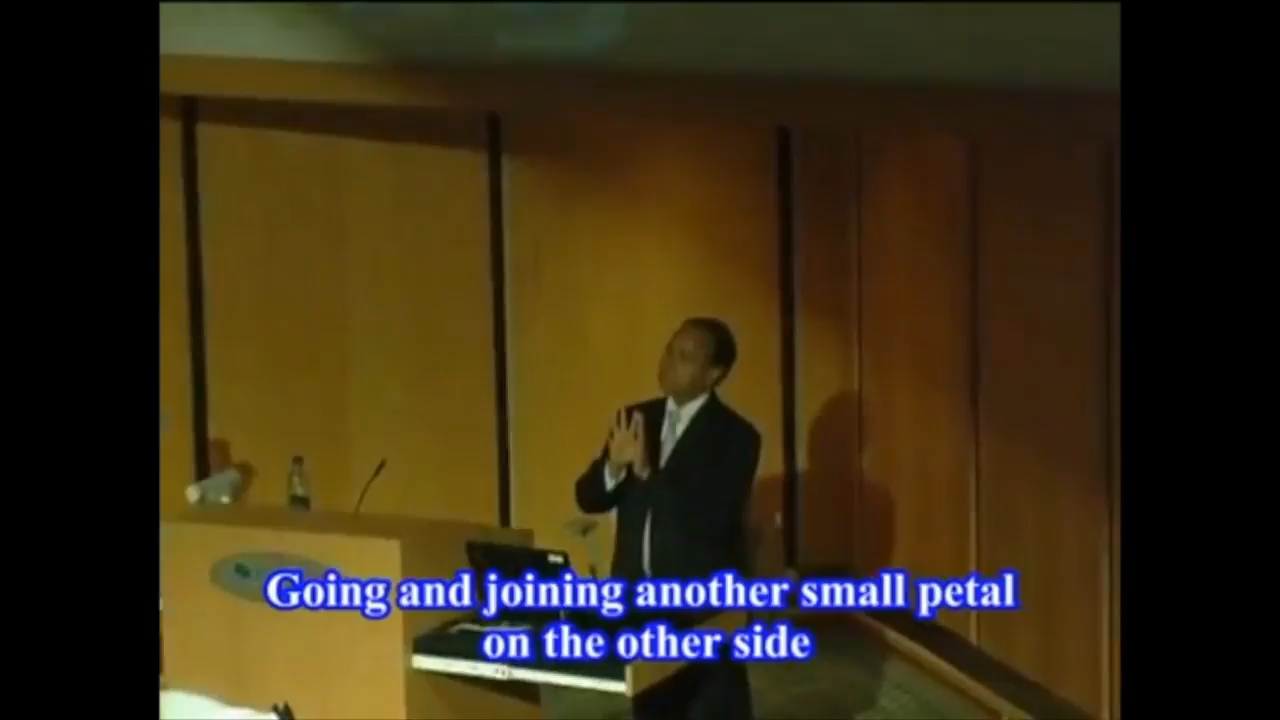 Going and joining another small petal
on the other side